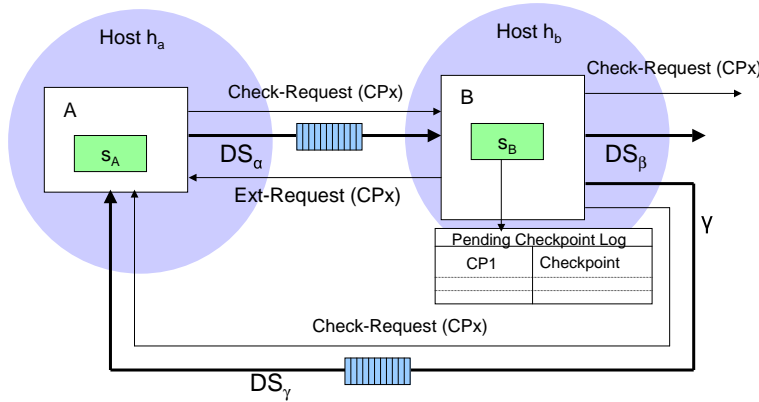 Host hₐ
Host h_b
Check-Request (CPx)
Check-Request (CPx)
A
B
s_A
s_B
DS_α
DS_β
Ext-Request (CPx)
γ
Pending Checkpoint Log
CP1 Checkpoint
Check-Request (CPx)
DS_γ